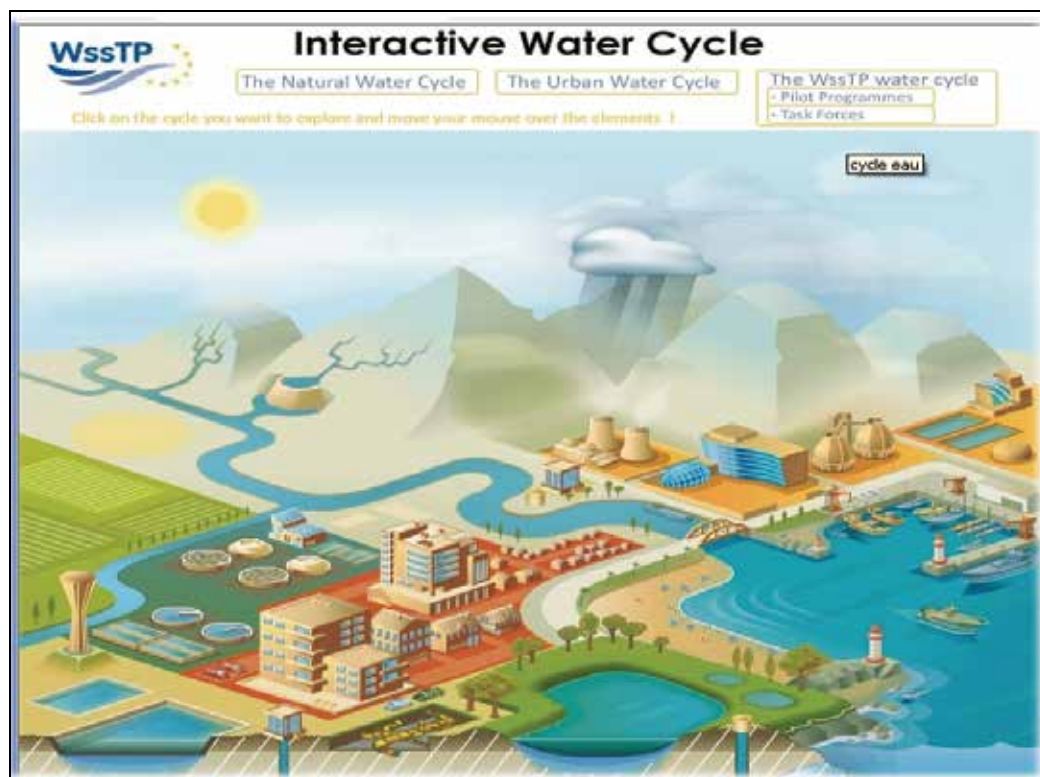 WssTP
Interactive Water Cycle
The Natural Water Cycle
The Urban Water Cycle
The WssTP water cycle
- Pilot Programmes
- Task Forces
Click on the cycle you want to explore and move your mouse over the elements !
cycle eau